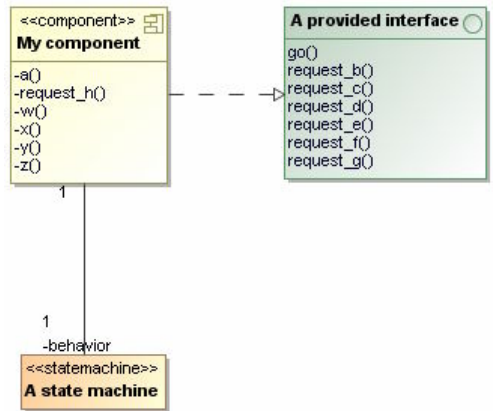 <<component>>
My component
-a()
-request_h()
-w()
-x()
-y()
-z()
A provided interface
go()
request_b()
request_c()
request_d()
request_e()
request_f()
request_g()
1
1
-behavior
<<statemachine>>
A state machine